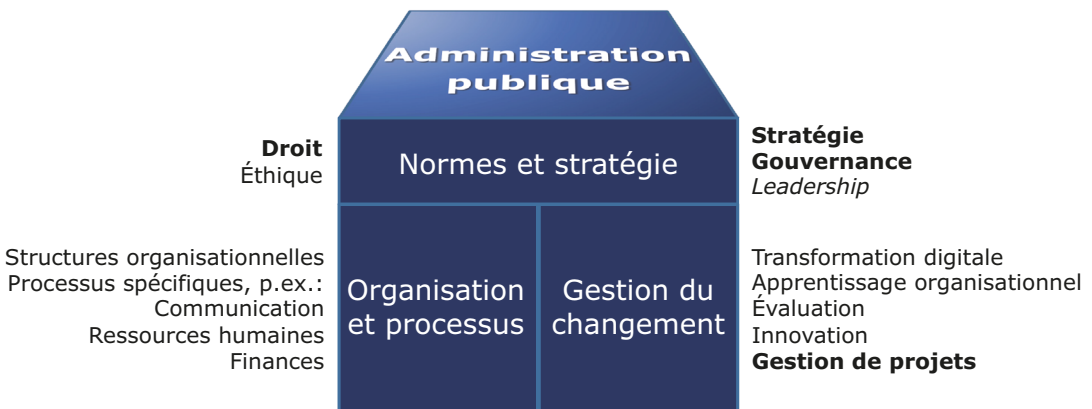 Administration
publique
Droit
Éthique
Normes et stratégie
Stratégie
Gouvernance
Leadership
Structures organisationnelles
Processus spécifiques, p.ex.:
Communication
Ressources humaines
Finances
Organisation
et processus
Gestion du
changement
Transformation digitale
Apprentissage organisationnel
Évaluation
Innovation
Gestion de projets